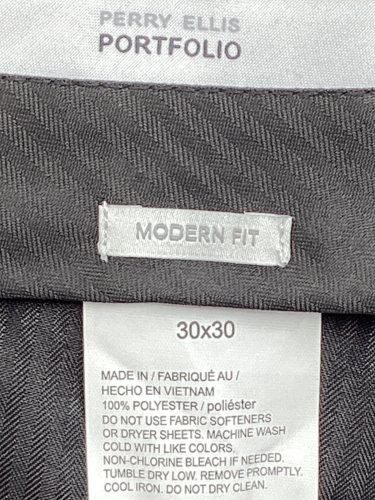 PERRY ELLIS
PORTFOLIO
MODERN FIT
30x30
MADE IN / FABRIQUÉ AU /
HECHO EN VIETNAM
100% POLYESTER / poliéster
DO NOT USE FABRIC SOFTENERS
OR DRYER SHEETS. MACHINE WASH
COLD WITH LIKE COLORS.
NON-CHLORINE BLEACH IF NEEDED.
TUMBLE DRY LOW. REMOVE PROMPTLY.
COOL IRON. DO NOT DRY CLEAN.